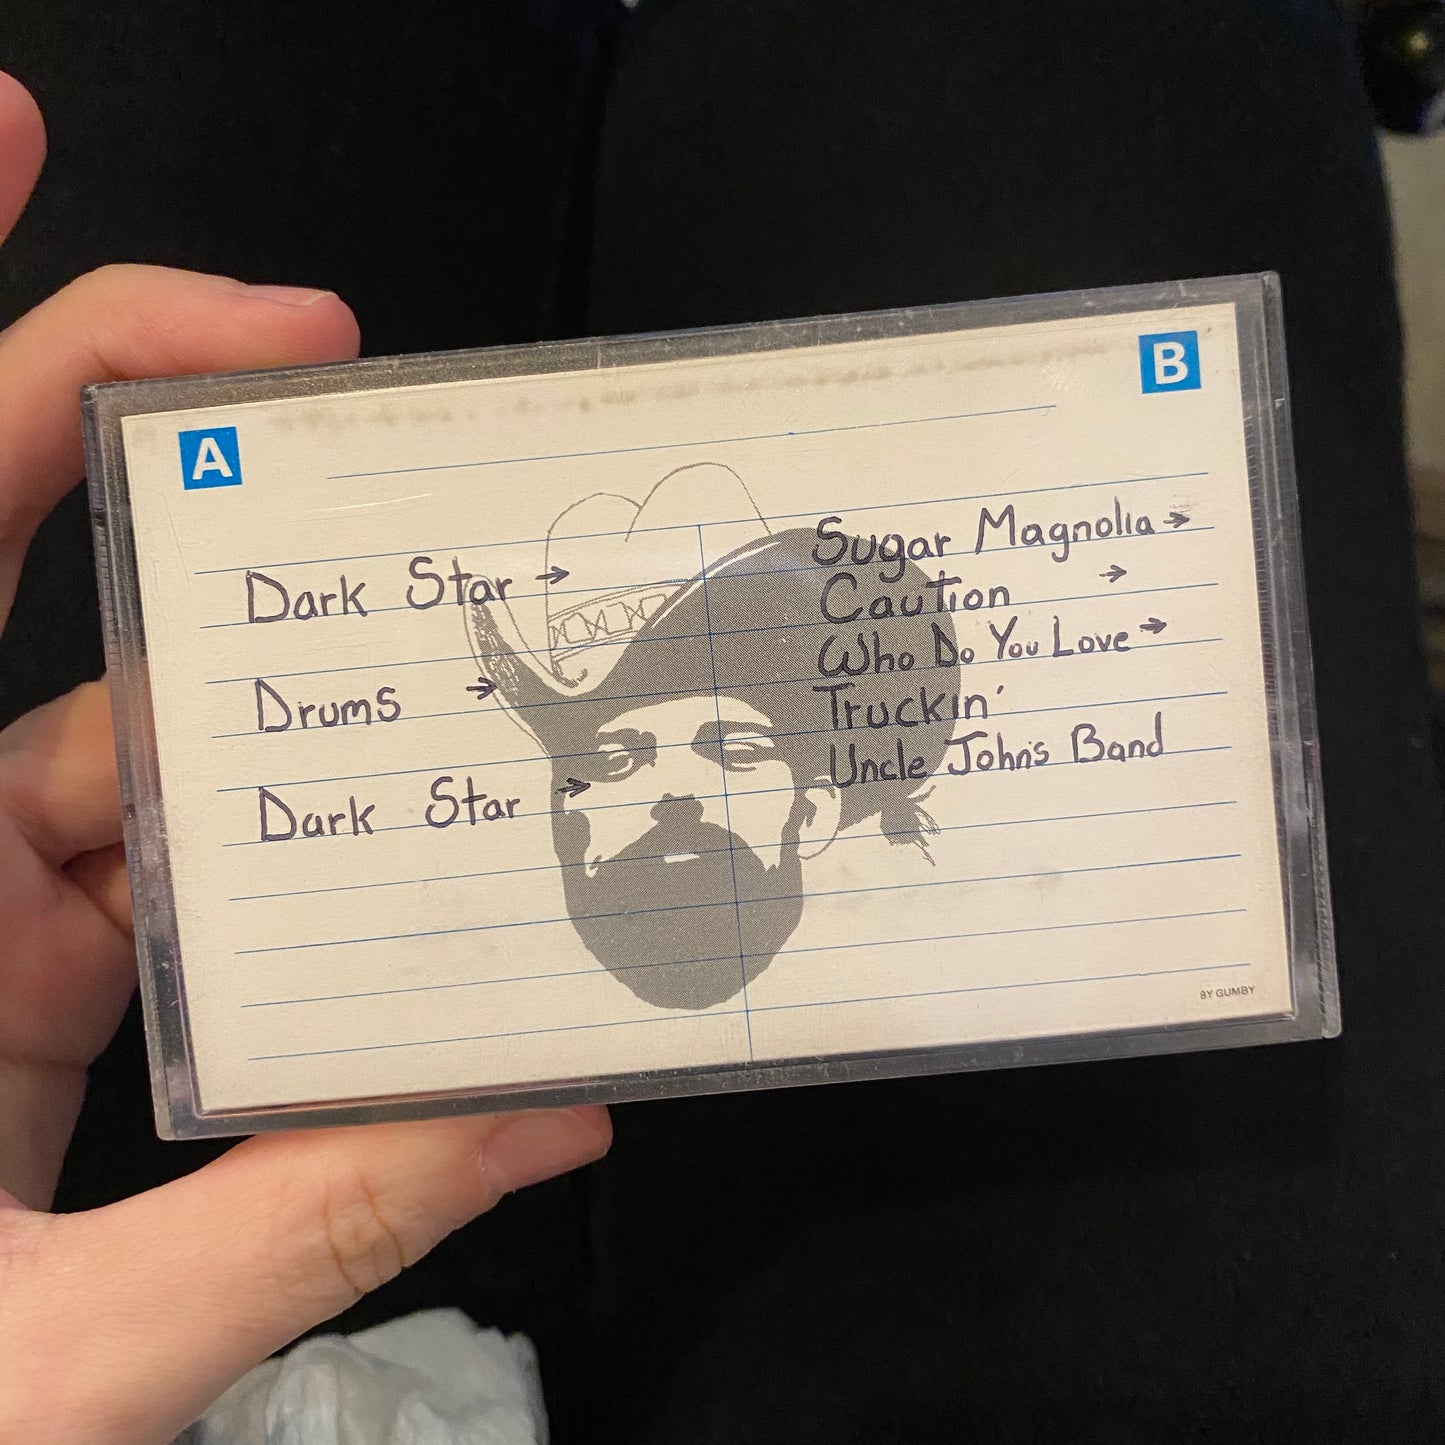 A
B
Dark Star →
Drums →
Dark Star →
Sugar Magnolia →
Caution →
Who Do You Love →
Truckin'
Uncle John's Band
BY GUMBY